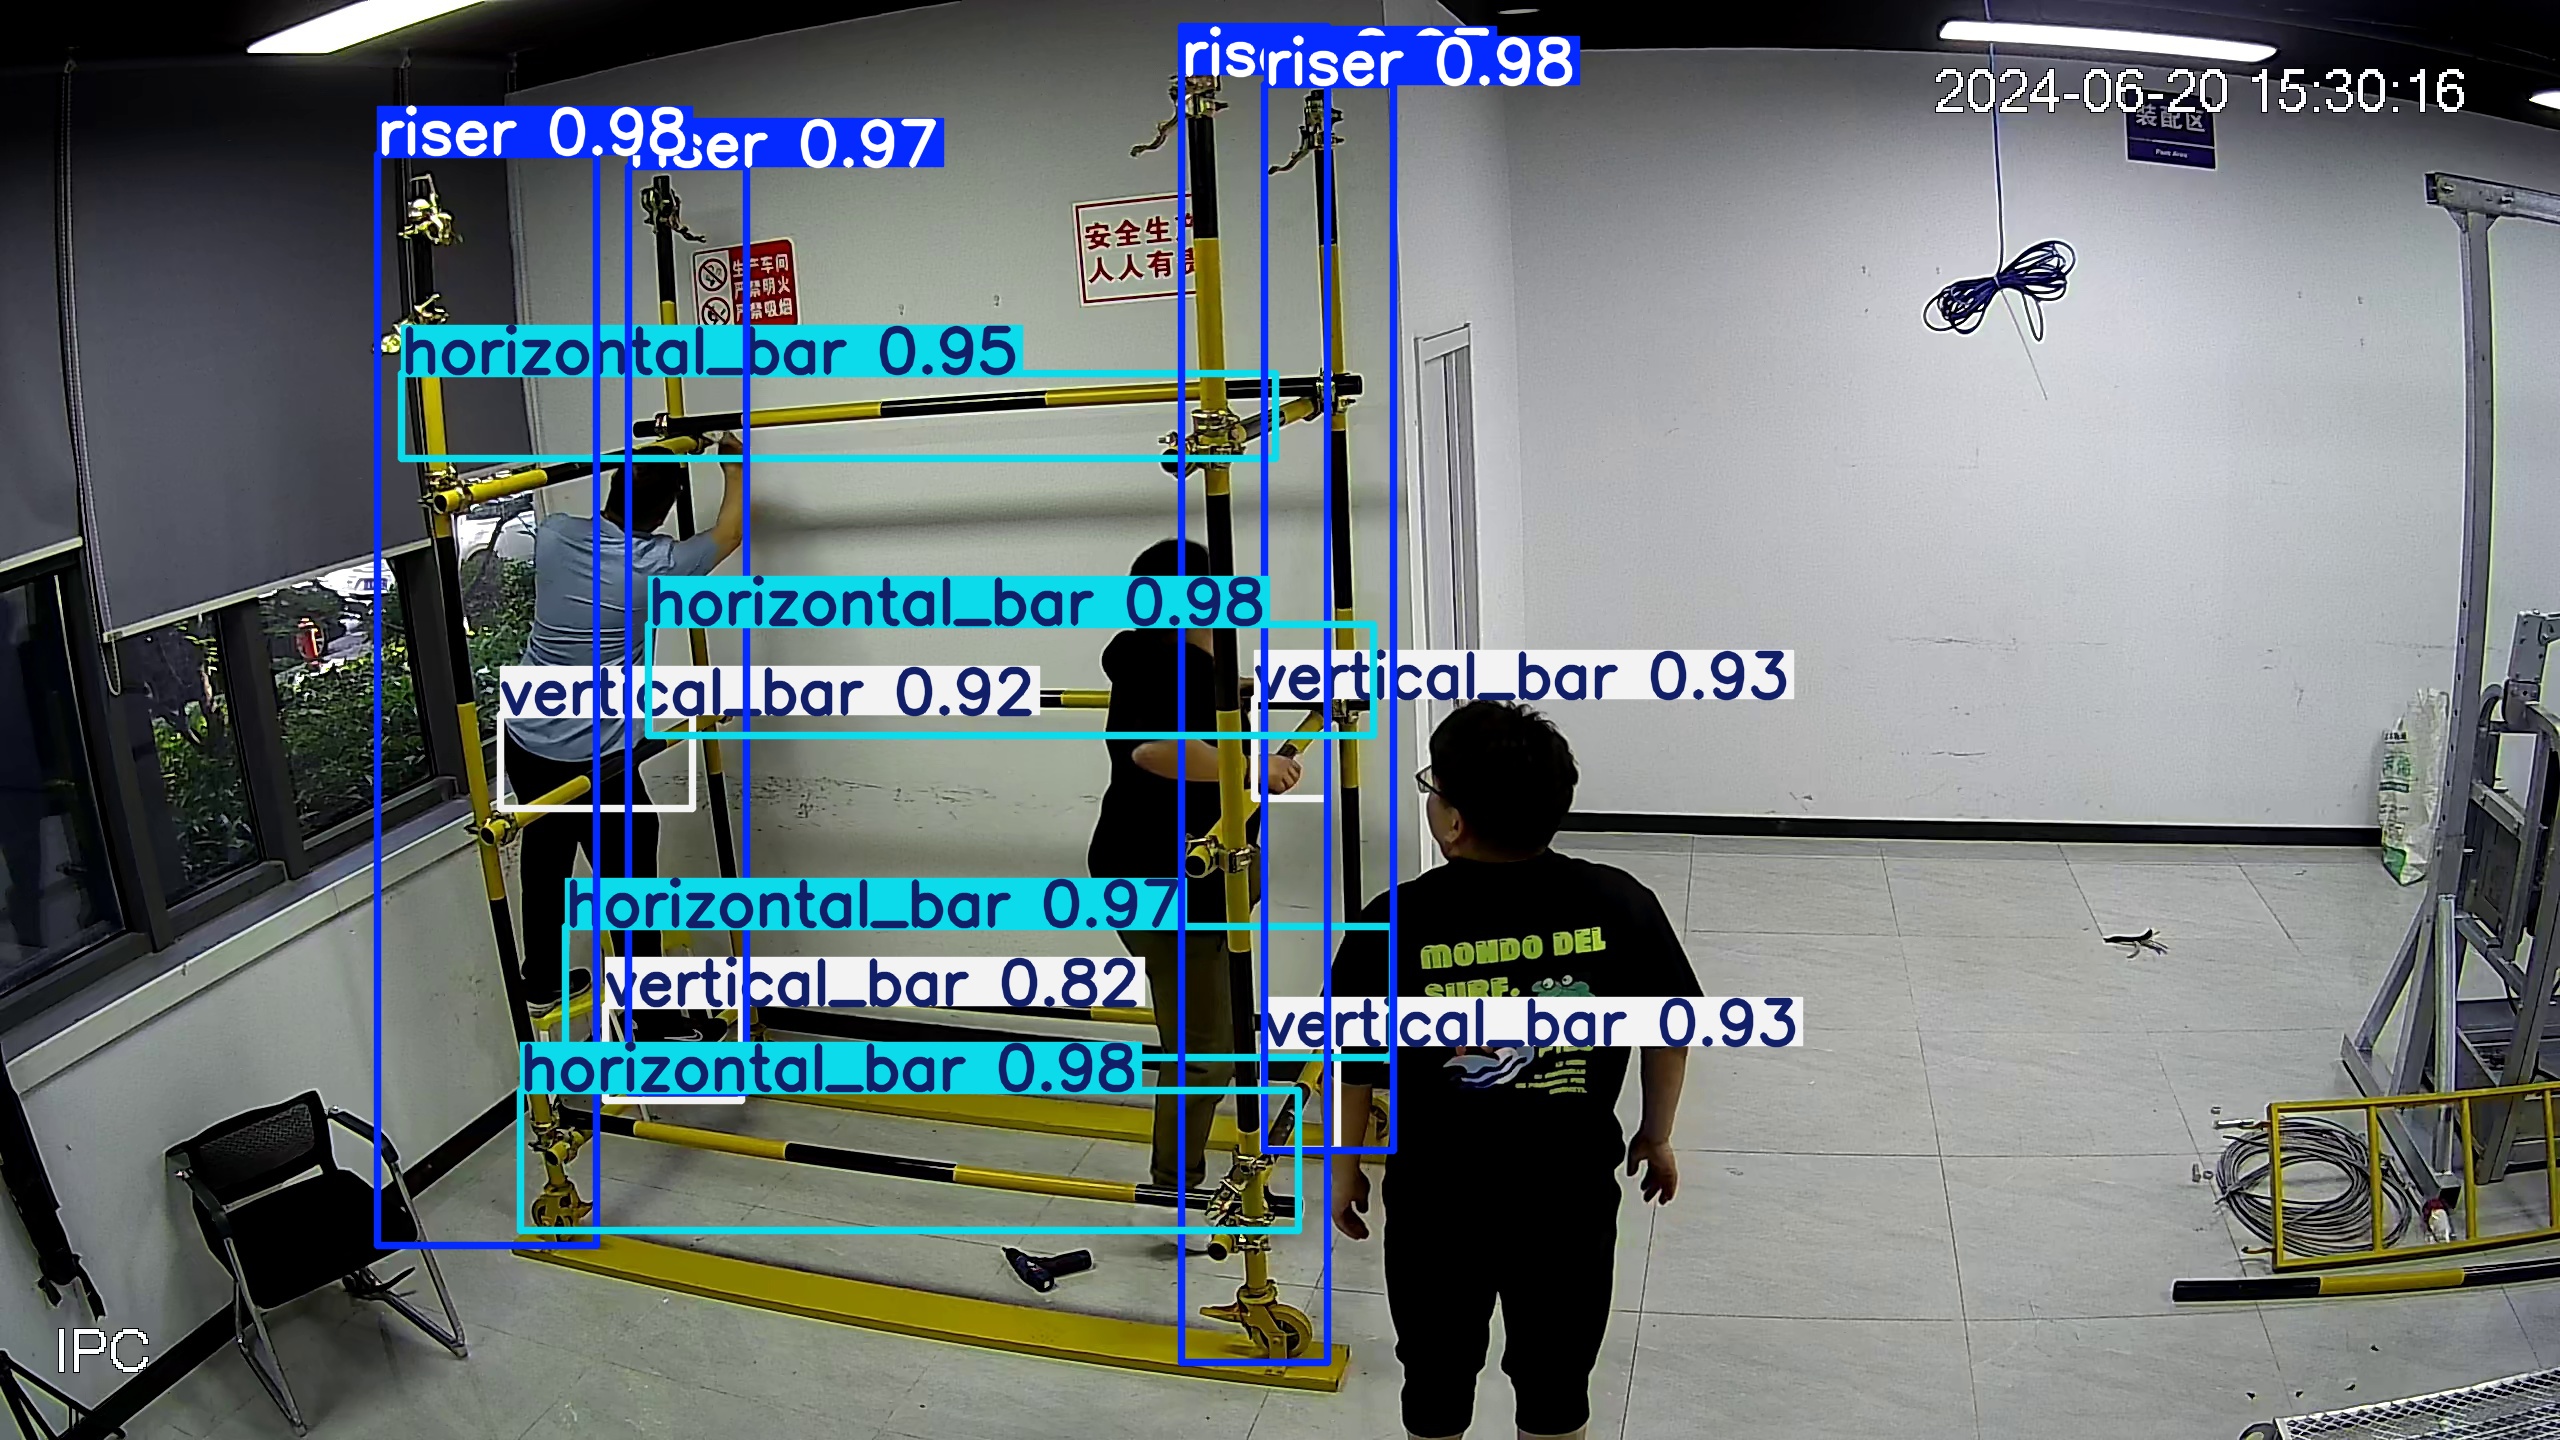 riser 0.98
riser 0.97
riser 0.98
2024-06-20 15:30:16
装配区
安全生产
人人有责
生产车间
严禁明火
严禁吸烟
horizontal_bar 0.95
horizontal_bar 0.98
vertical_bar 0.92
vertical_bar 0.93
horizontal_bar 0.97
MONDO DEL
SURF.
vertical_bar 0.82
vertical_bar 0.93
horizontal_bar 0.98
IPC